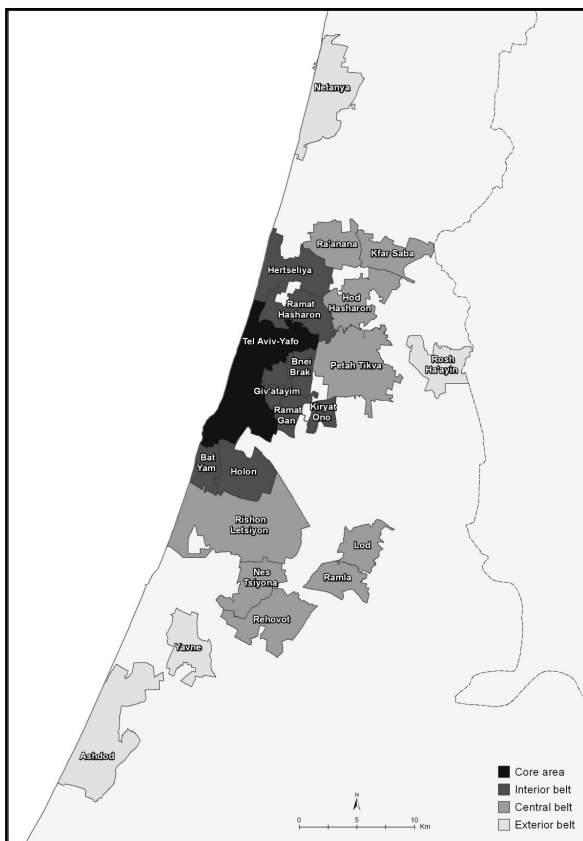 Netanya
Ra'anana
Kfar Saba
Hertseliya
Ramat
Hasharon
Hod
Hasharon
Tel Aviv-Yafo
Bnei
Brak
Petah Tikva
Rosh
Ha'ayin
Giv'atayim
Ramat
Gan
Kiryat
Ono
Bat
Yam
Holon
Rishon
Letsiyon
Lod
Nes
Tsiyona
Ramla
Rehovot
Yavne
Ashdod
Core area
Interior belt
Central belt
Exterior belt
N
0 5 10
Km